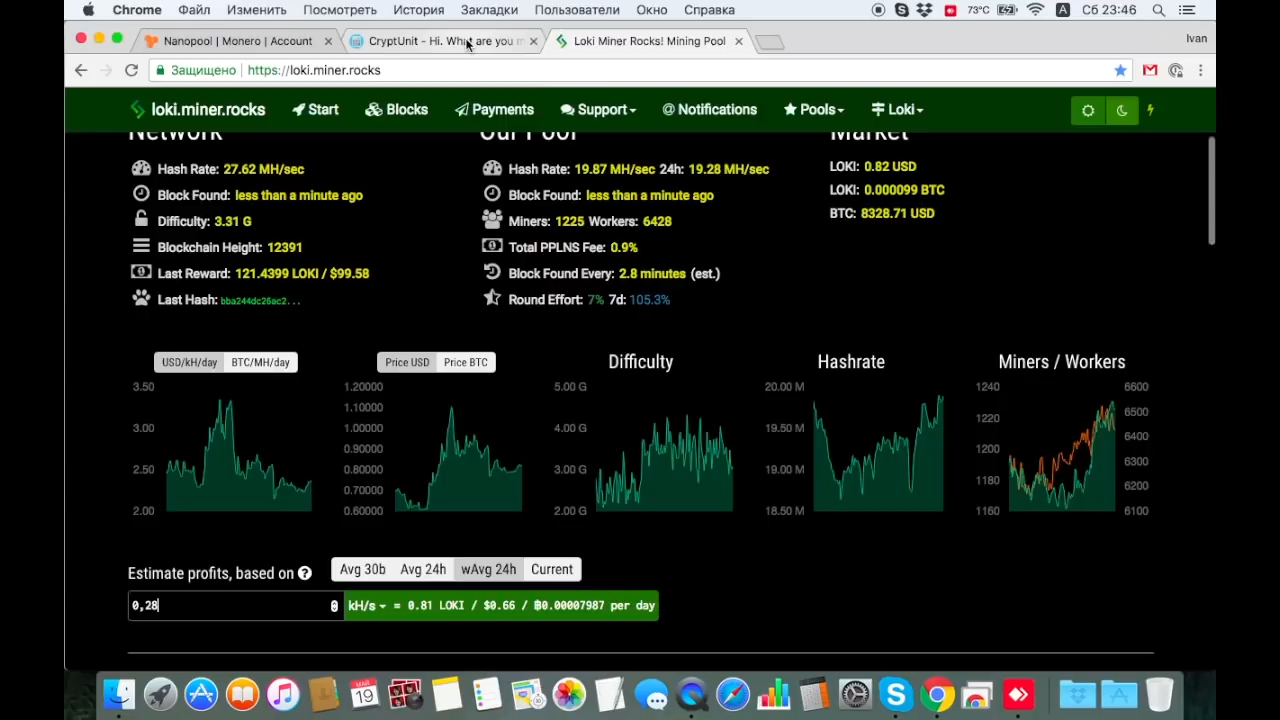 Chrome Файл Изменить Посмотреть История Закладки Пользователи Окно Справка 73°C A Сб 23:46
Nanopool | Monero | Account × CryptUnit - Hi. What are you m × Loki Miner Rocks! Mining Pool × Ivan
Защищено | https://loki.miner.rocks
loki.miner.rocks Start Blocks Payments Support Notifications Pools Loki
Network Our Pool Market
Hash Rate: 27.62 MH/sec Hash Rate: 19.87 MH/sec 24h: 19.28 MH/sec LOKI: 0.82 USD
Block Found: less than a minute ago Block Found: less than a minute ago LOKI: 0.000099 BTC
Difficulty: 3.31 G Miners: 1225 Workers: 6428 BTC: 8328.71 USD
Blockchain Height: 12391 Total PPLNS Fee: 0.9%
Last Reward: 121.4399 LOKI / $99.58 Block Found Every: 2.8 minutes (est.)
Last Hash: bba244dc26ac2... Round Effort: 7% 7d: 105.3%
USD/kH/day BTC/MH/day Price USD Price BTC Difficulty Hashrate Miners / Workers
3.50 1.20000 5.00 G 20.00 M 1240 6600
1.10000 6500
3.00 1.00000 4.00 G 19.50 M 1220 6400
0.90000 1200
2.50 0.80000 3.00 G 19.00 M 1180 6300
0.70000 6200
2.00 0.60000 2.00 G 18.50 M 1160 6100
Estimate profits, based on ? Avg 30b Avg 24h wAvg 24h Current
0,28 kH/s = 0.81 LOKI / $0.66 / ฿0.00007987 per day
MAR
19